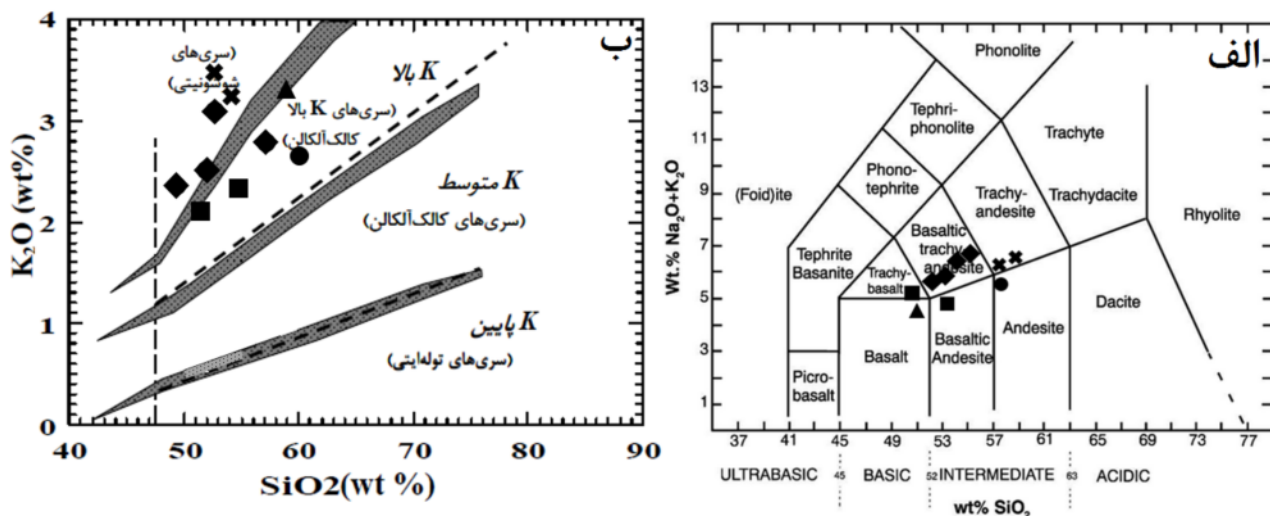 ب
K₂O (wt%)
4
3
2
1
0
(سری‌های
شوشونیتی)
K بالا
(سری‌های K بالا
کالک‌آلکالن)
K متوسط
(سری‌های کالک‌آلکالن)
K پایین
(سری‌های توله‌ایتی)
40 50 60 70 80 90
SiO2(wt %)
الف
Wt.% Na₂O+K₂O
13
11
9
7
5
3
1
Phonolite
Tephri-
phonolite
Trachyte
Phono-
tephrite
(Foid)ite
Trachy-
andesite
Trachydacite
Rhyolite
Basaltic
trachy
andesite
Tephrite
Basanite
Trachy-
basalt
Dacite
Basalt
Basaltic
Andesite
Andesite
Picro-
basalt
37 41 45 49 53 57 61 65 69 73 77
ULTRABASIC 45 BASIC 52 INTERMEDIATE 63 ACIDIC
wt% SiO₂